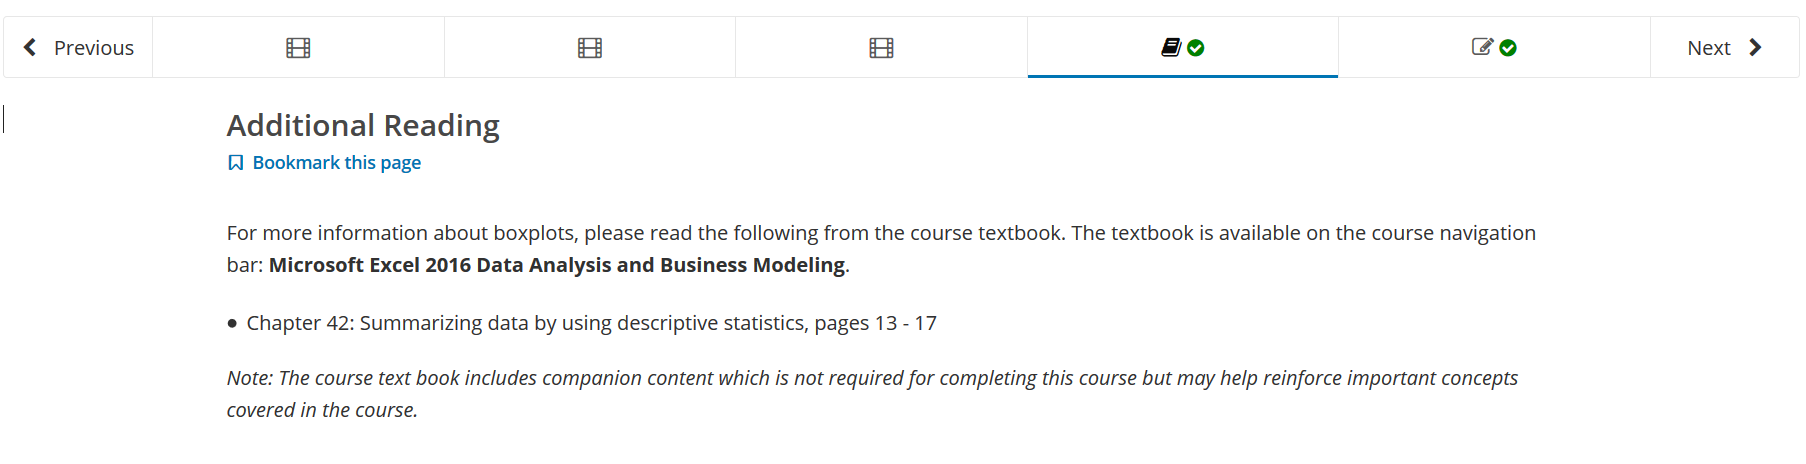 Previous
Next
Additional Reading
Bookmark this page
For more information about boxplots, please read the following from the course textbook. The textbook is available on the course navigation
bar: Microsoft Excel 2016 Data Analysis and Business Modeling.
● Chapter 42: Summarizing data by using descriptive statistics, pages 13 - 17
Note: The course text book includes companion content which is not required for completing this course but may help reinforce important concepts
covered in the course.